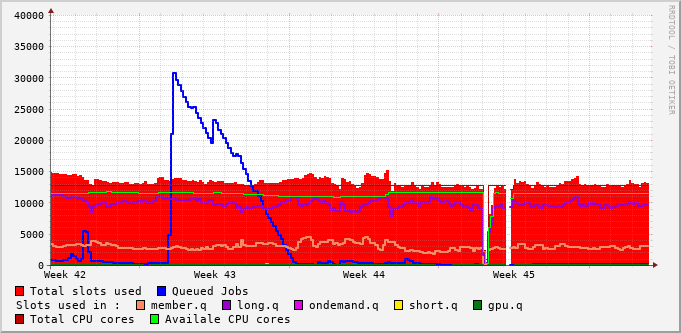 40000
35000
30000
25000
20000
15000
10000
5000
0
Week 42 Week 43 Week 44 Week 45
RRDTOOL / TOBI OETIKER
Total slots used Queued Jobs
Slots used in : member.q long.q ondemand.q short.q gpu.q
Total CPU cores Availale CPU cores